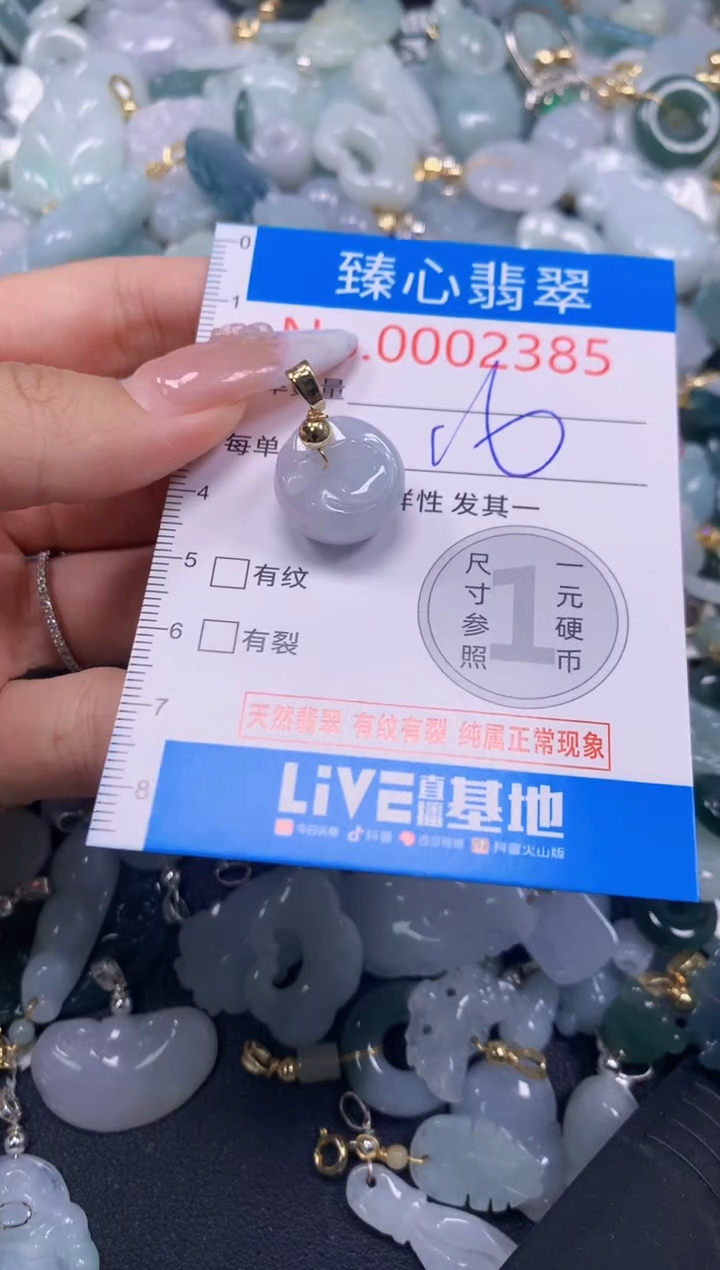 臻心翡翠
0
1
No.0002385
量
每单
4
样性 发其一
5
有纹
尺寸参照
1
一元硬币
6
有裂
7
天然翡翠 有纹有裂 纯属正常现象
8
LiVE直播基地
今日头条 抖音 西瓜视频 抖音火山版